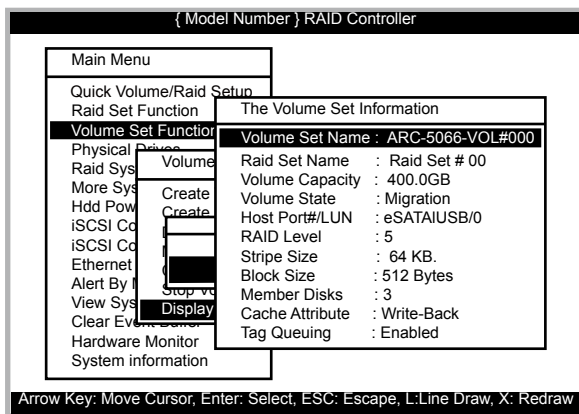 { Model Number } RAID Controller
Main Menu
Quick Volume/Raid Setup
Raid Set Function
Volume Set Function
Physical Drives
Raid Sys
More Sys
Hdd Pow
iSCSI Co
iSCSI Co
Ethernet
Alert By
View Sys
Clear Event Buffer
Hardware Monitor
System information
Volume
Create
Create
Stop Vo
Display
The Volume Set Information
Volume Set Name : ARC-5066-VOL#000
Raid Set Name : Raid Set # 00
Volume Capacity : 400.0GB
Volume State : Migration
Host Port#/LUN : eSATAIUSB/0
RAID Level : 5
Stripe Size : 64 KB.
Block Size : 512 Bytes
Member Disks : 3
Cache Attribute : Write-Back
Tag Queuing : Enabled
Arrow Key: Move Cursor, Enter: Select, ESC: Escape, L:Line Draw, X: Redraw